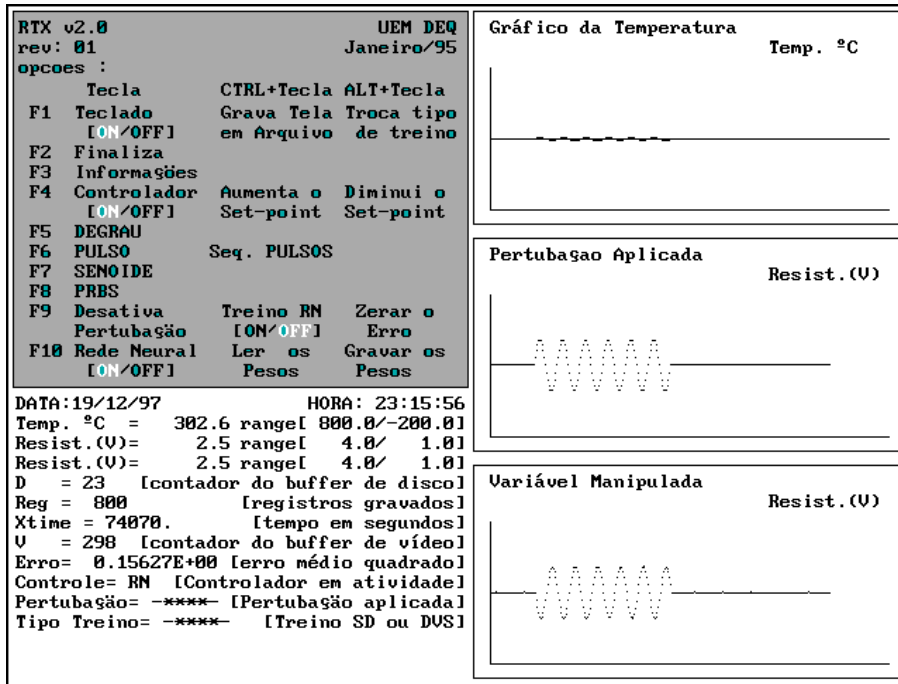 RTX v2.0 UEM DEQ
rev: 01 Janeiro/95
opcoes :
Tecla CTRL+Tecla ALT+Tecla
F1 Teclado Grava Tela Troca tipo
[ON/OFF] em Arquivo de treino
F2 Finaliza
F3 Informaşöes
F4 Controlador Aumenta o Diminui o
[ON/OFF] Set-point Set-point
F5 DEGRAU
F6 PULSO Seq. PULSOS
F7 SENOIDE
F8 PRBS
F9 Desativa Treino RN Zerar o
Pertubaşäo [ON/OFF] Erro
F10 Rede Neural Ler os Gravar os
[ON/OFF] Pesos Pesos
DATA:19/12/97 HORA: 23:15:56
Temp. ºC = 302.6 range[ 800.0/-200.0]
Resist.(V)= 2.5 range[ 4.0/ 1.0]
Resist.(V)= 2.5 range[ 4.0/ 1.0]
D = 23 [contador do buffer de disco]
Reg = 800 [registros gravados]
Xtime = 74070. [tempo em segundos]
V = 298 [contador do buffer de vídeo]
Erro= 0.15627E+00 [erro médio quadrado]
Controle= RN [Controlador em atividade]
Pertubaşäo= -****- [Pertubaşäo aplicada]
Tipo Treino= -****- [Treino SD ou DVS]
Gráfico da Temperatura
Temp. ºC
Pertubaşao Aplicada
Resist.(V)
Variável Manipulada
Resist.(V)